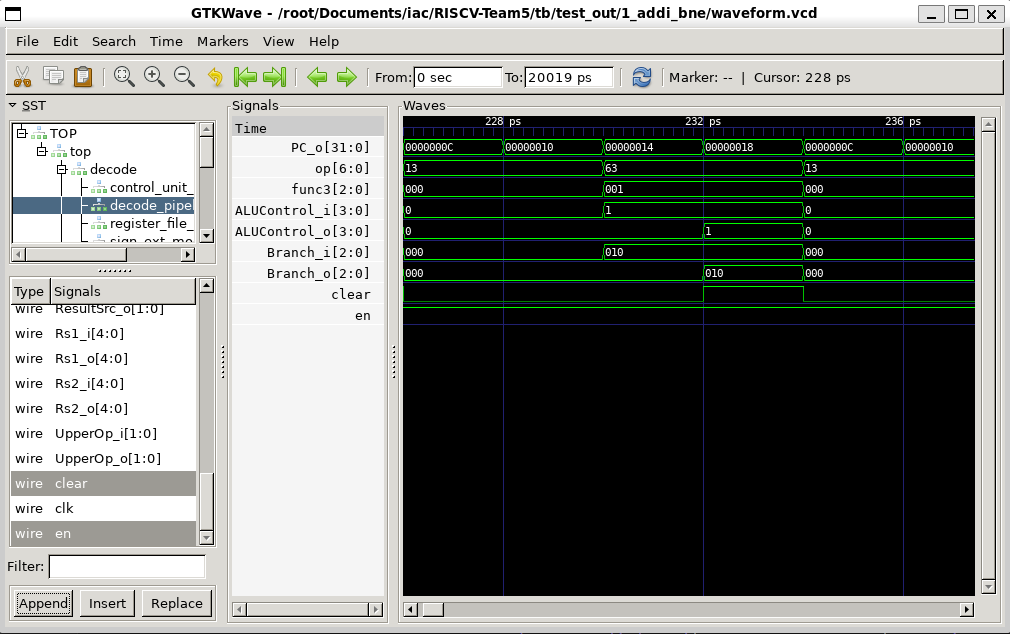 GTKWave - /root/Documents/iac/RISCV-Team5/tb/test_out/1_addi_bne/waveform.vcd
File Edit Search Time Markers View Help
From: 0 sec To: 20019 ps Marker: -- | Cursor: 228 ps
SST
TOP
top
decode
control_unit_
decode_pipel
register_file_
sign_ext_mo
Type Signals
wire ResultSrc_o[1:0]
wire Rs1_i[4:0]
wire Rs1_o[4:0]
wire Rs2_i[4:0]
wire Rs2_o[4:0]
wire UpperOp_i[1:0]
wire UpperOp_o[1:0]
wire clear
wire clk
wire en
Filter:
Append Insert Replace
Signals
Time
PC_o[31:0]
op[6:0]
func3[2:0]
ALUControl_i[3:0]
ALUControl_o[3:0]
Branch_i[2:0]
Branch_o[2:0]
clear
en
Waves
228 ps 232 ps 236 ps
0000000C 00000010 00000014 00000018 0000000C 00000010
13 63 13
000 001 000
0 1 0
0 1 0
000 010 000
000 010 000